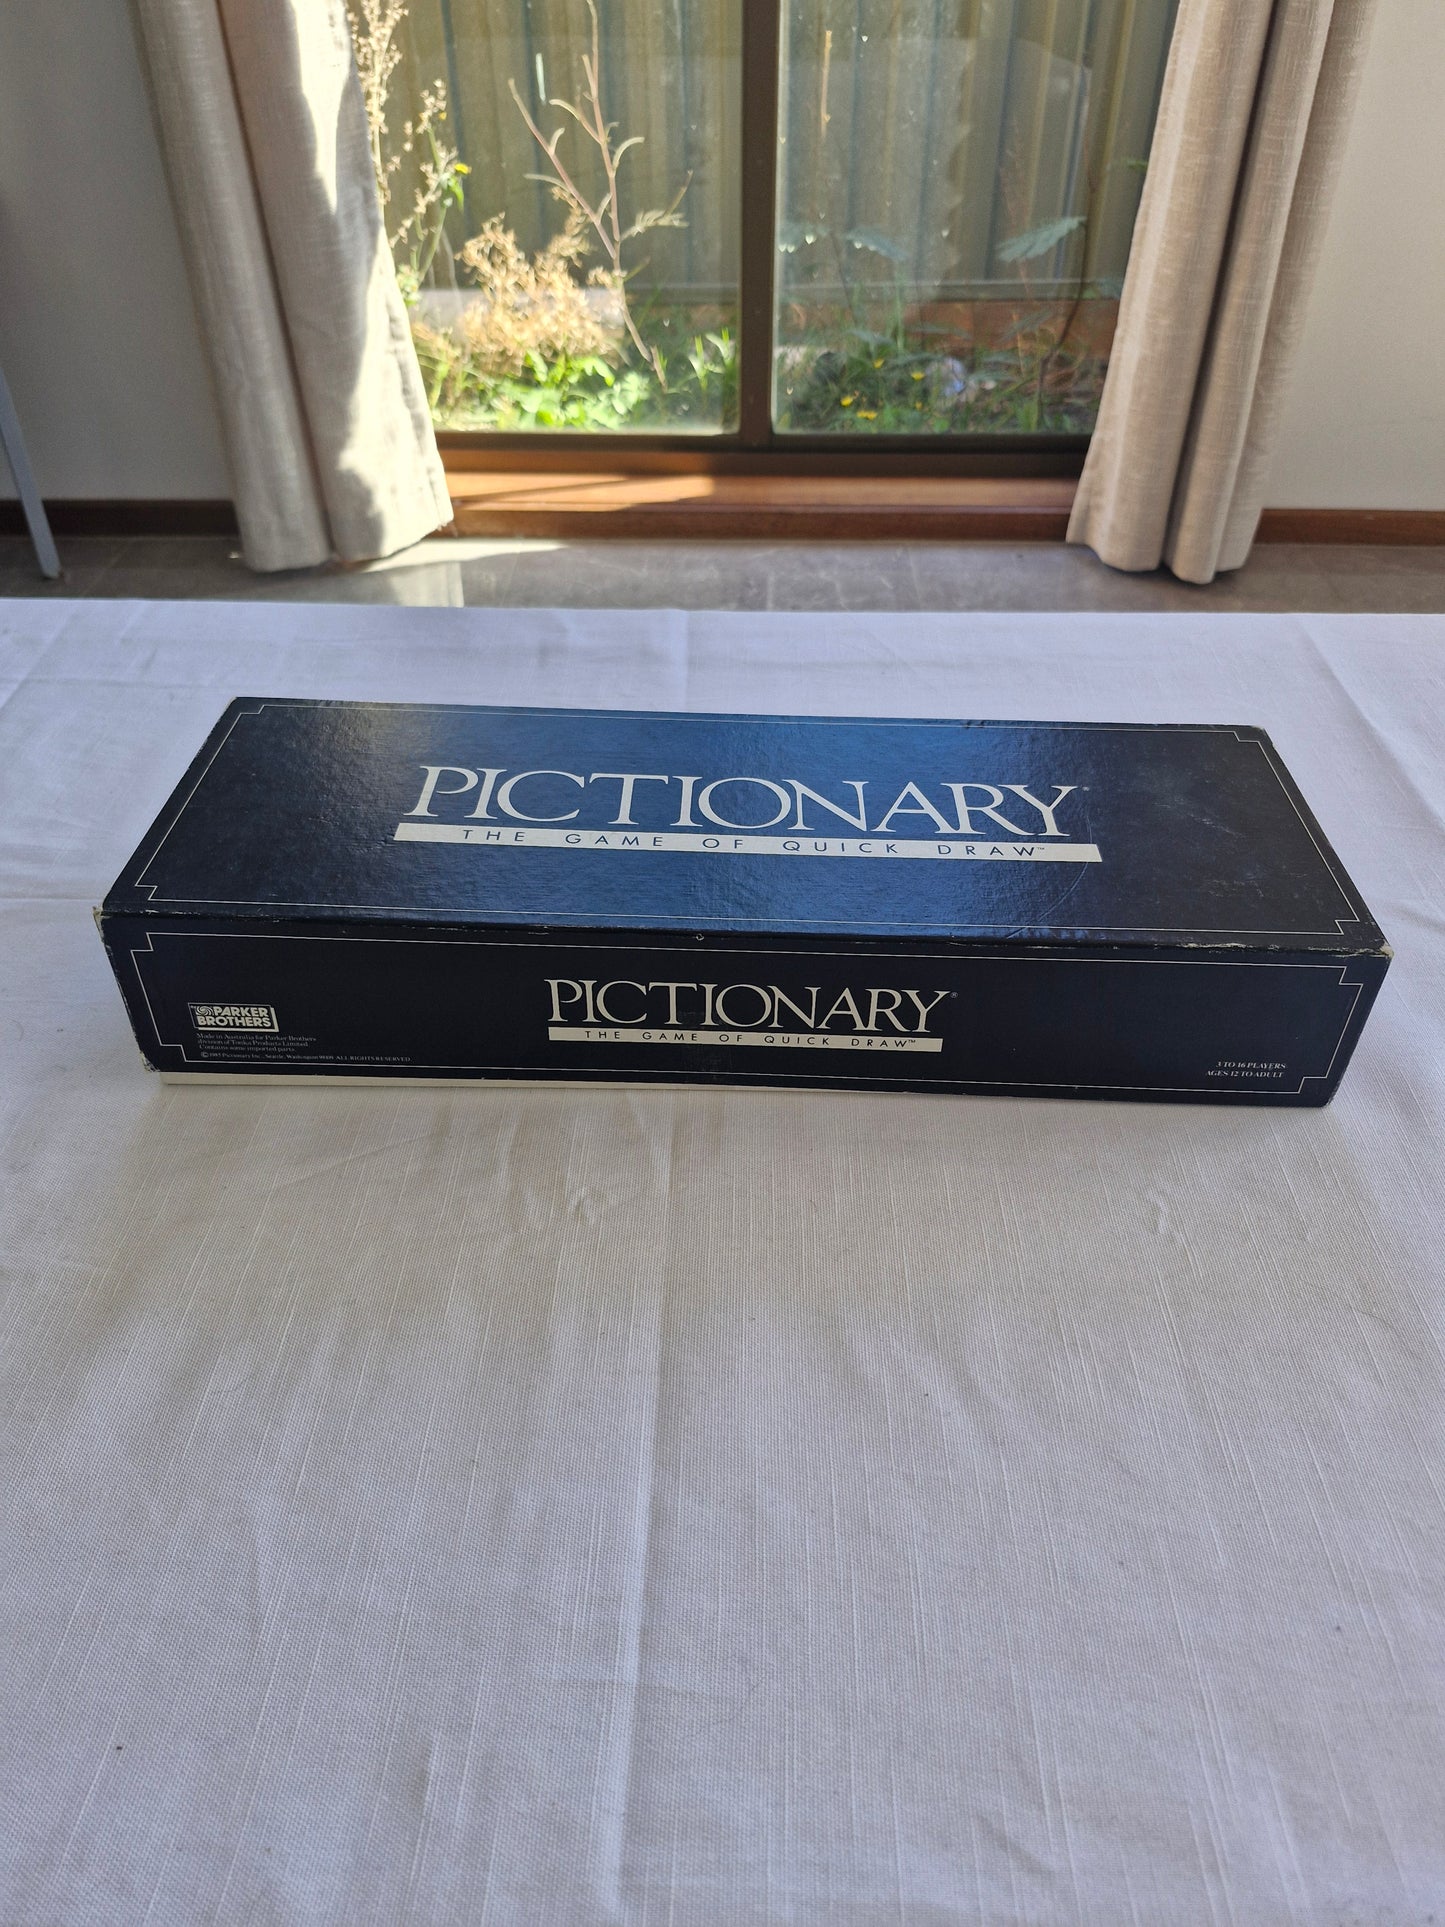 PICTIONARY®
THE GAME OF QUICK DRAW™
PICTIONARY®
THE GAME OF QUICK DRAW™
PARKER
BROTHERS
Made in Australia for Parker Brothers
division of Tonka Products Limited.
Contains some imported parts.
©1985 Pictionary Inc., Seattle, Washington 98109. ALL RIGHTS RESERVED
3 TO 16 PLAYERS
AGES 12 TO ADULT